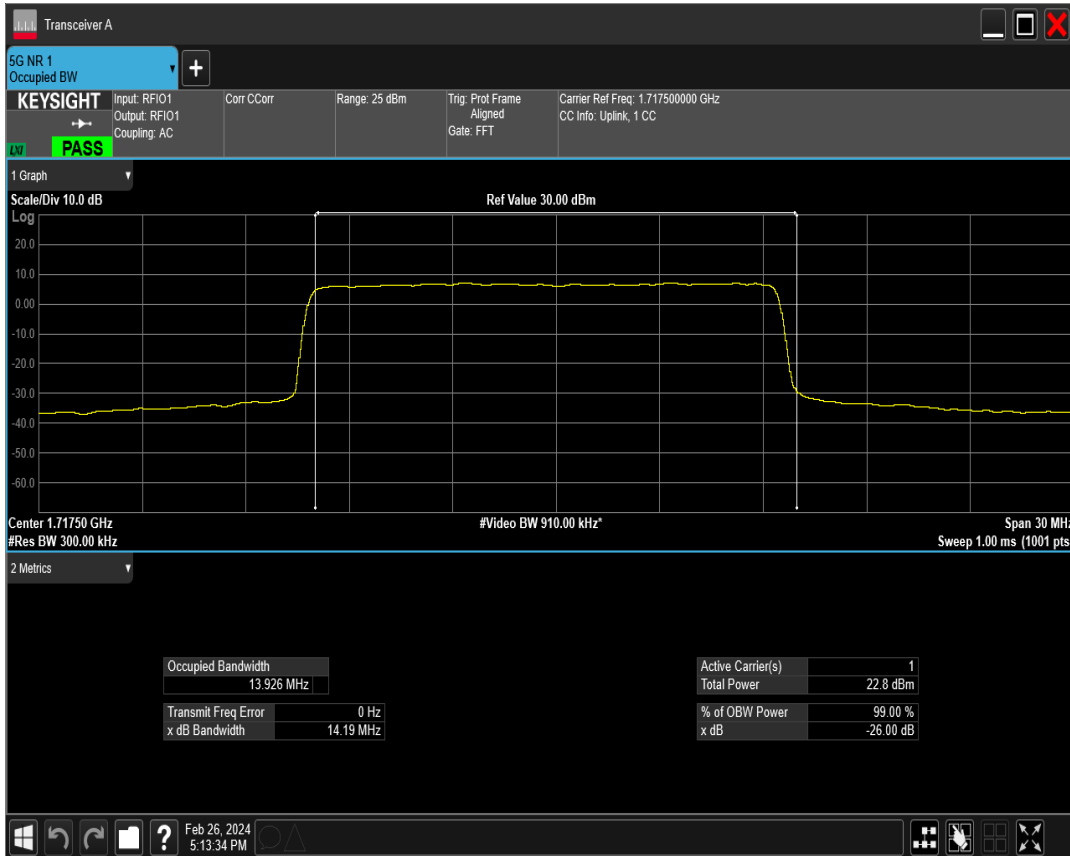 Transceiver A
5G NR 1
Occupied BW
+
KEYSIGHT
LXI
PASS
Input: RFIO1
Output: RFIO1
Coupling: AC
Corr CCorr
Range: 25 dBm
Trig: Prot Frame
Aligned
Gate: FFT
Carrier Ref Freq: 1.717500000 GHz
CC Info: Uplink, 1 CC
1 Graph
Scale/Div 10.0 dB
Ref Value 30.00 dBm
Log
20.0
10.0
0.00
-10.0
-20.0
-30.0
-40.0
-50.0
-60.0
Center 1.71750 GHz
#Video BW 910.00 kHz*
Span 30 MHz
#Res BW 300.00 kHz
Sweep 1.00 ms (1001 pts
2 Metrics
Occupied Bandwidth
13.926 MHz
Transmit Freq Error 0 Hz
x dB Bandwidth 14.19 MHz
Active Carrier(s) 1
Total Power 22.8 dBm
% of OBW Power 99.00 %
x dB -26.00 dB
?
Feb 26, 2024
5:13:34 PM